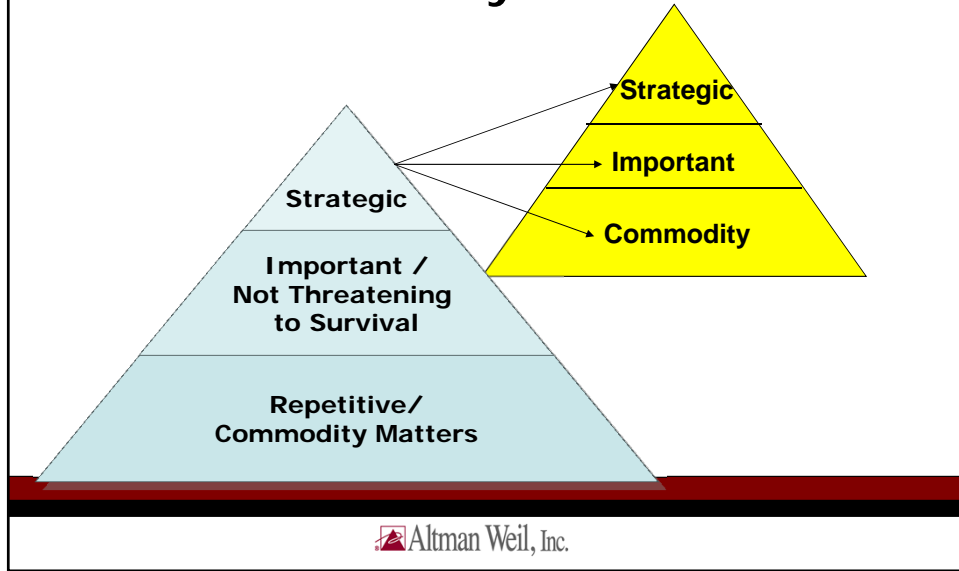 Strategic
Important /
Not Threatening
to Survival
Repetitive/
Commodity Matters
Strategic
Important
Commodity
Altman Weil, Inc.